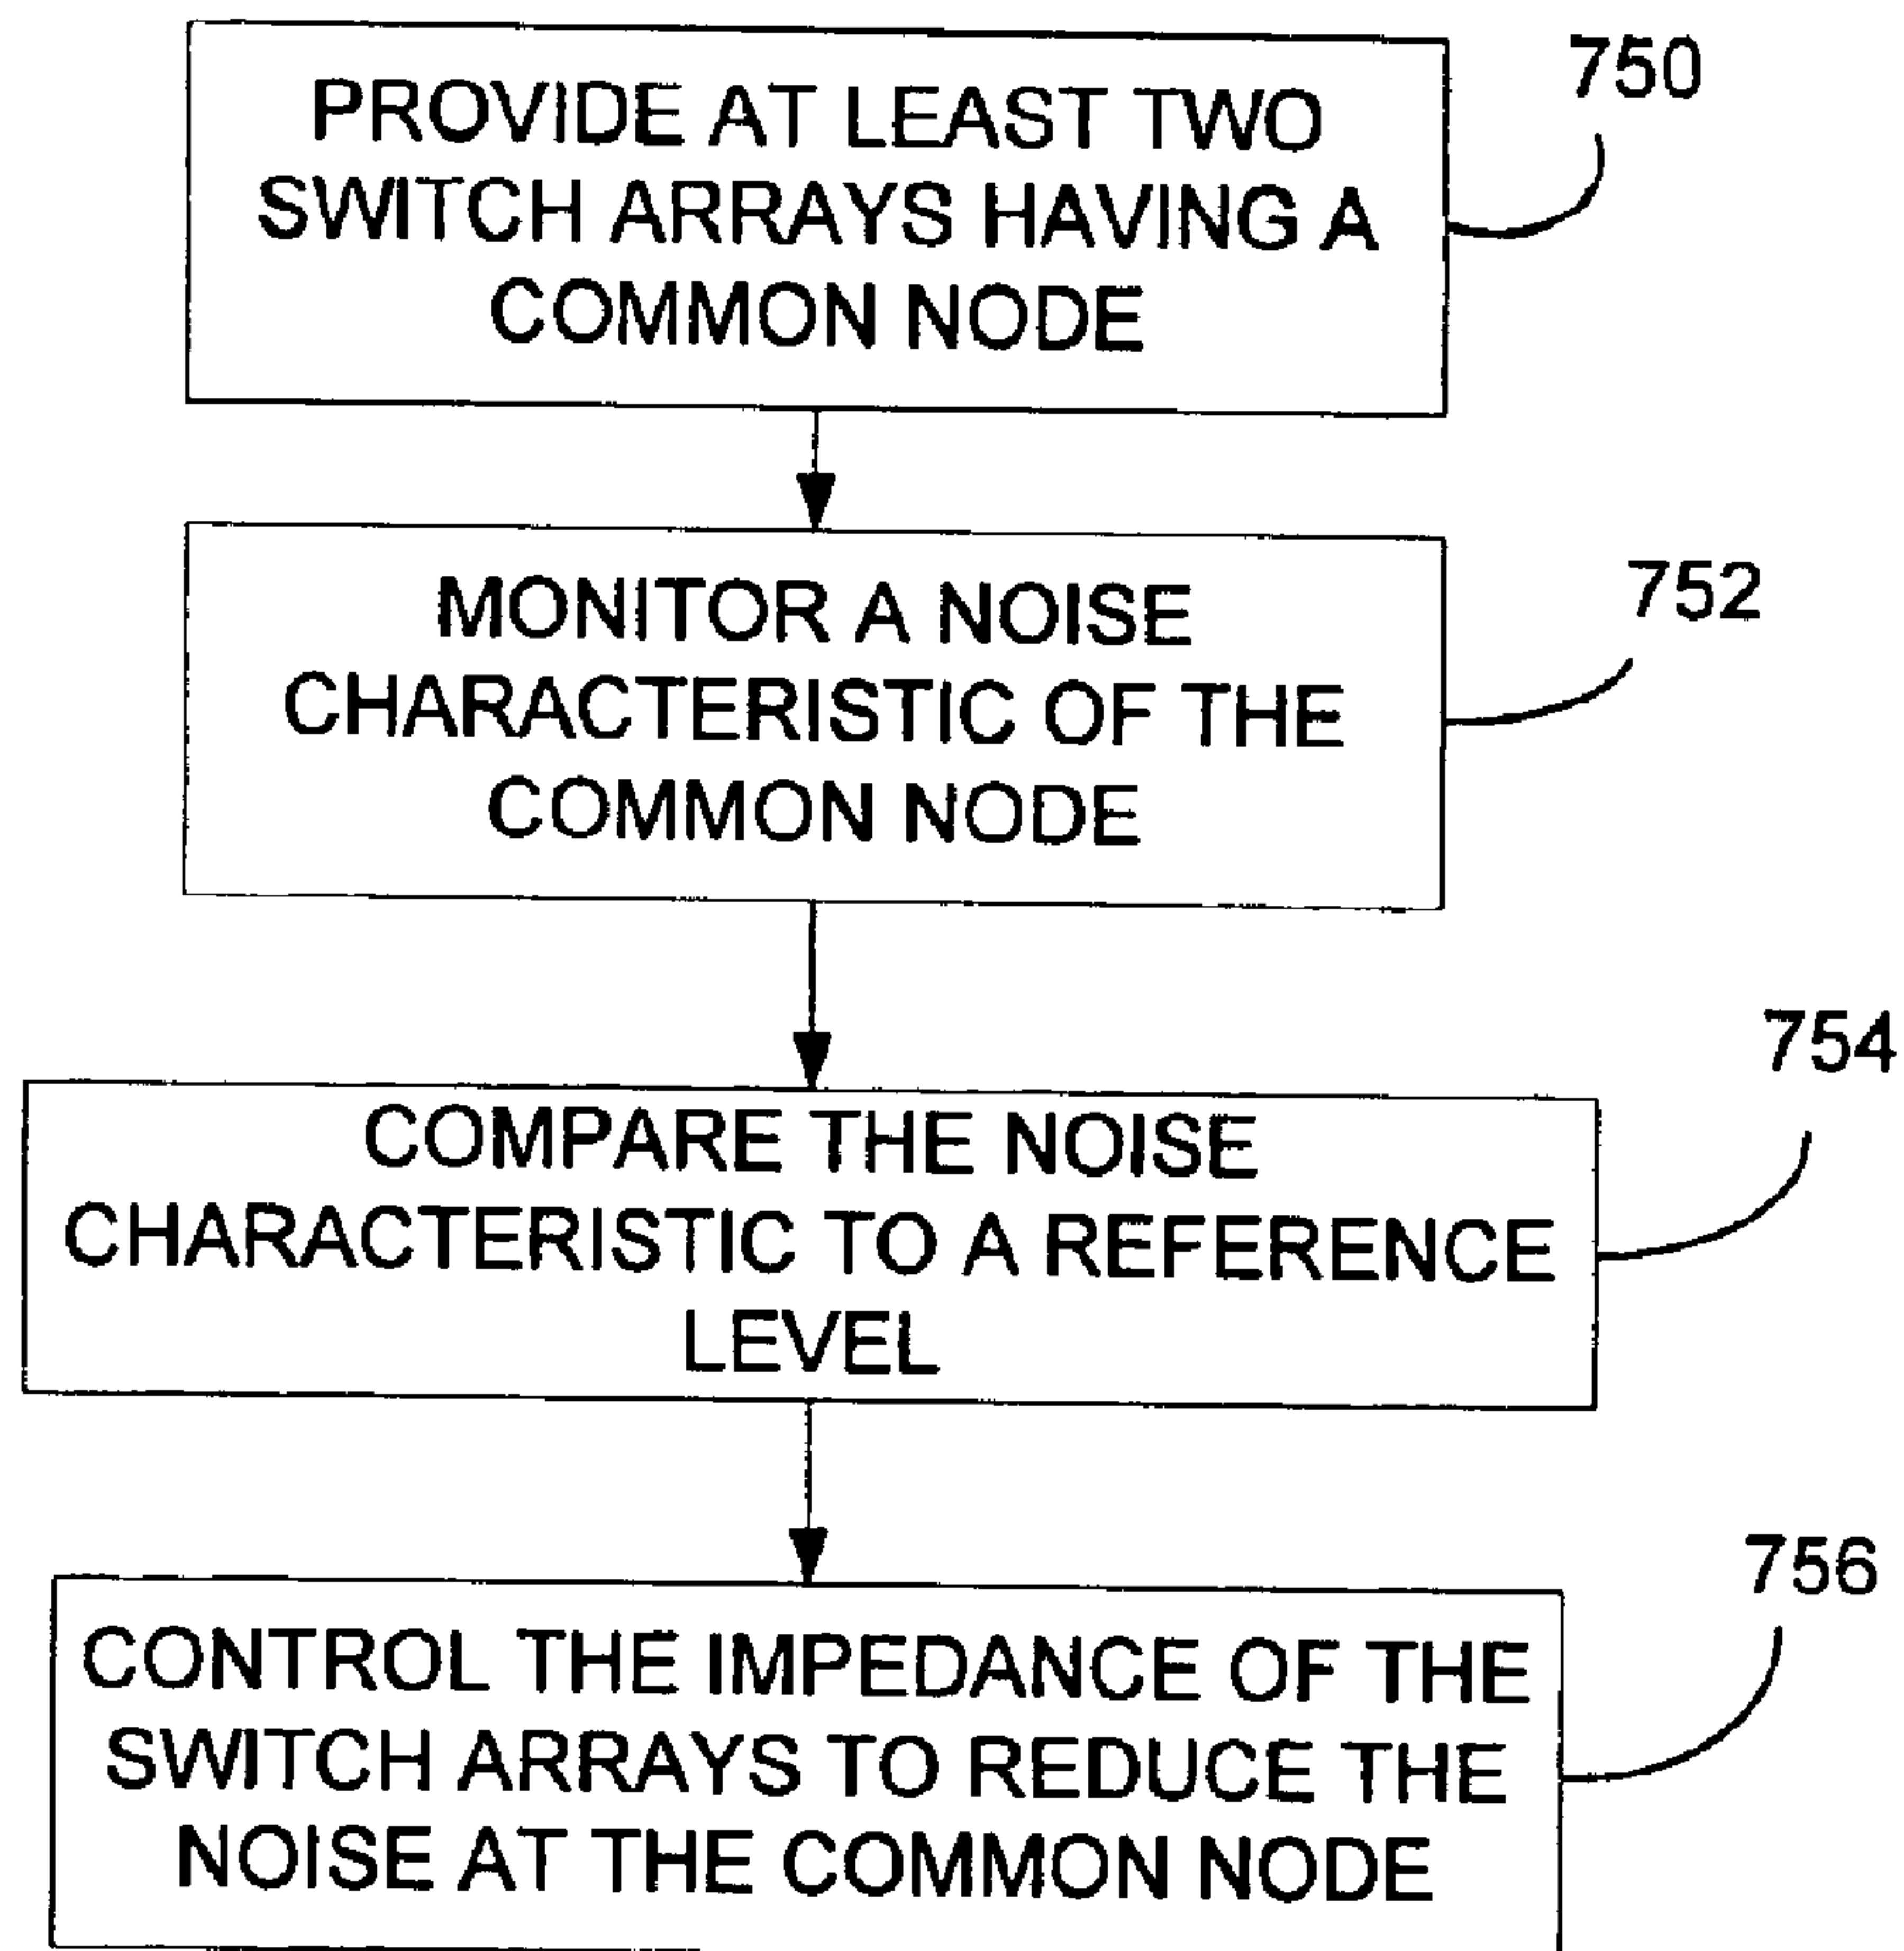 PROVIDE AT LEAST TWO
SWITCH ARRAYS HAVING A
COMMON NODE
750
MONITOR A NOISE
CHARACTERISTIC OF THE
COMMON NODE
752
COMPARE THE NOISE
CHARACTERISTIC TO A REFERENCE
LEVEL
754
CONTROL THE IMPEDANCE OF THE
SWITCH ARRAYS TO REDUCE THE
NOISE AT THE COMMON NODE
756